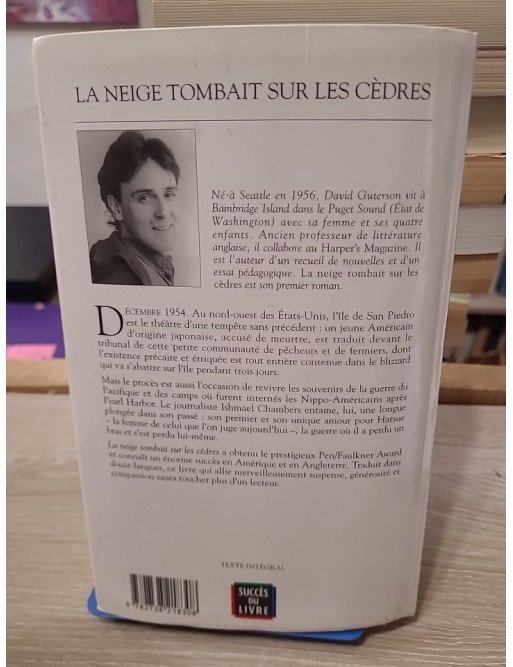 LA NEIGE TOMBAIT SUR LES CÈDRES
Né à Seattle en 1956, David Guterson vit à
Bainbridge Island dans le Puget Sound (État de
Washington) avec sa femme et ses quatre
enfants. Ancien professeur de littérature
anglaise, il collabore au Harper's Magazine. Il
est l'auteur d'un recueil de nouvelles et d'un
essai pédagogique. La neige tombait sur les
cèdres est son premier roman.
DÉCEMBRE 1954. Au nord-ouest des États-Unis, l'île de San Piedro
est le théâtre d'une tempête sans précédent : un jeune Américain
d'origine japonaise, accusé de meurtre, est traduit devant le
tribunal de cette petite communauté de pêcheurs et de fermiers, dont
l'existence précaire et étriquée est tout entière contenue dans le blizzard
qui va s'abattre sur l'île pendant trois jours.
Mais le procès est aussi l'occasion de revivre les souvenirs de la guerre du
Pacifique et des camps où furent internés les Nippo-Américains après
Pearl Harbor. Le journaliste Ishmael Chambers entame, lui, une longue
plongée dans son passé : son premier et son unique amour pour Hatsue
– la femme de celui que l'on juge aujourd'hui –, la guerre où il a perdu un
bras et s'est perdu lui-même.
La neige tombait sur les cèdres a obtenu le prestigieux Pen/Faulkner Award
et connaît un énorme succès en Amérique et en Angleterre. Traduit dans
douze langues, ce livre qui allie merveilleusement suspense, générosité et
compassion saura toucher plus d'un lecteur.
TEXTE INTÉGRAL
SUCCÈS
DU
LIVRE
9 782738 218308